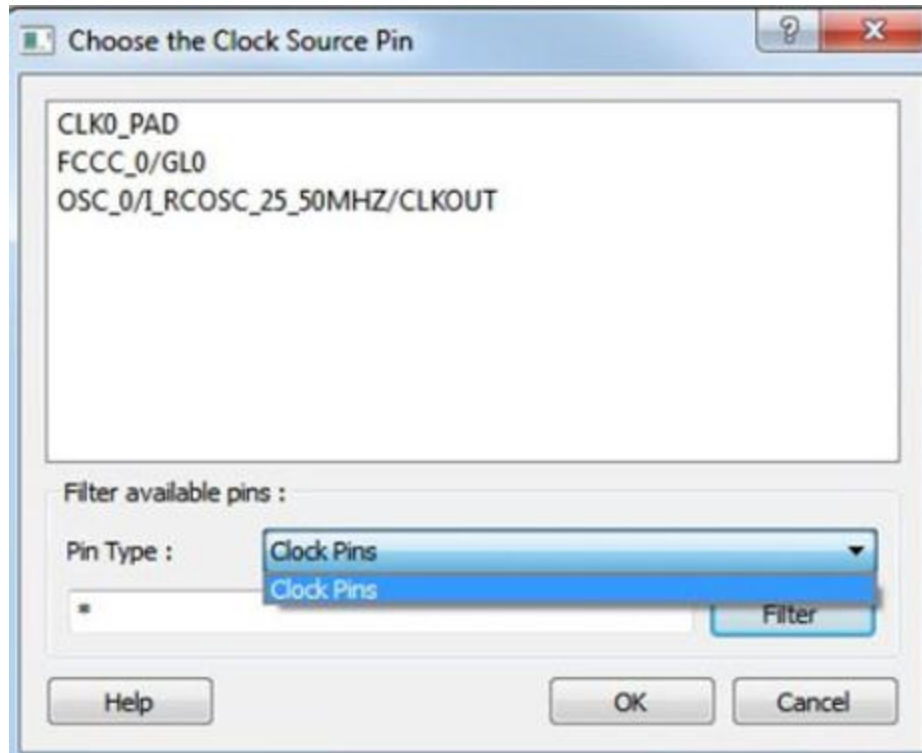 Choose the Clock Source Pin
CLK0_PAD
FCCC_0/GL0
OSC_0/I_RCOSC_25_50MHZ/CLKOUT
Filter available pins :
Pin Type :
Clock Pins
Clock Pins
*
Filter
Help
OK
Cancel